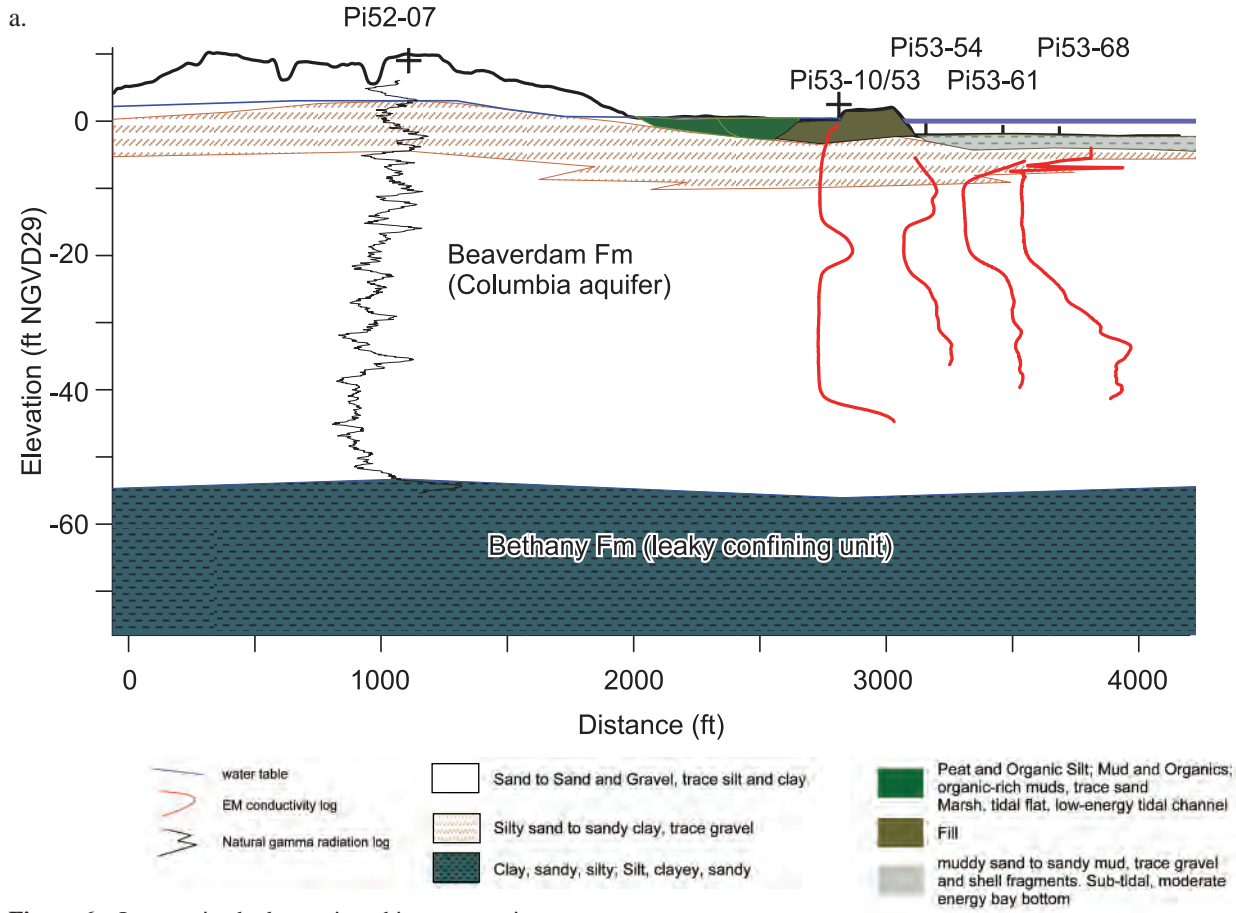 a.
Pi52-07
Pi53-54
Pi53-68
Pi53-10/53
Pi53-61
0
-20
-40
-60
Elevation (ft NGVD29)
Beaverdam Fm
(Columbia aquifer)
Bethany Fm (leaky confining unit)
0
1000
2000
3000
4000
Distance (ft)
water table
EM conductivity log
Natural gamma radiation log
Sand to Sand and Gravel, trace silt and clay
Silty sand to sandy clay, trace gravel
Clay, sandy, silty; Silt, clayey, sandy
Peat and Organic Silt; Mud and Organics;
organic-rich muds, trace sand
Marsh, tidal flat, low-energy tidal channel
Fill
muddy sand to sandy mud, trace gravel
and shell fragments. Sub-tidal, moderate
energy bay bottom